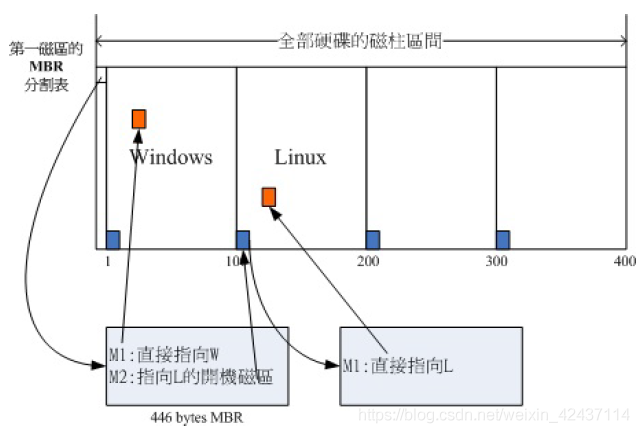 全部硬碟的磁柱區間
第一磁區的
MBR
分割表
Windows
Linux
1
100
200
300
400
M1:直接指向W
M2:指向L的開機磁區
M1:直接指向L
446 bytes MBR
https://blog.csdn.net/weixin_42437114